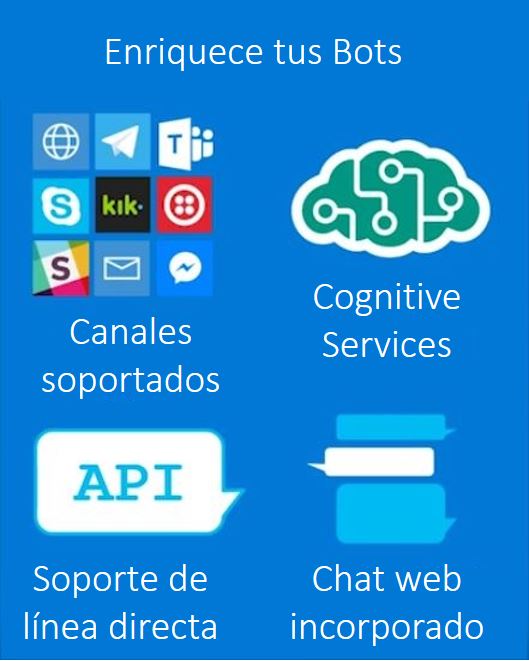 Enriquece tus Bots
T
S
kik·
S
Canales
soportados
Cognitive
Services
API
Soporte de
línea directa
Chat web
incorporado